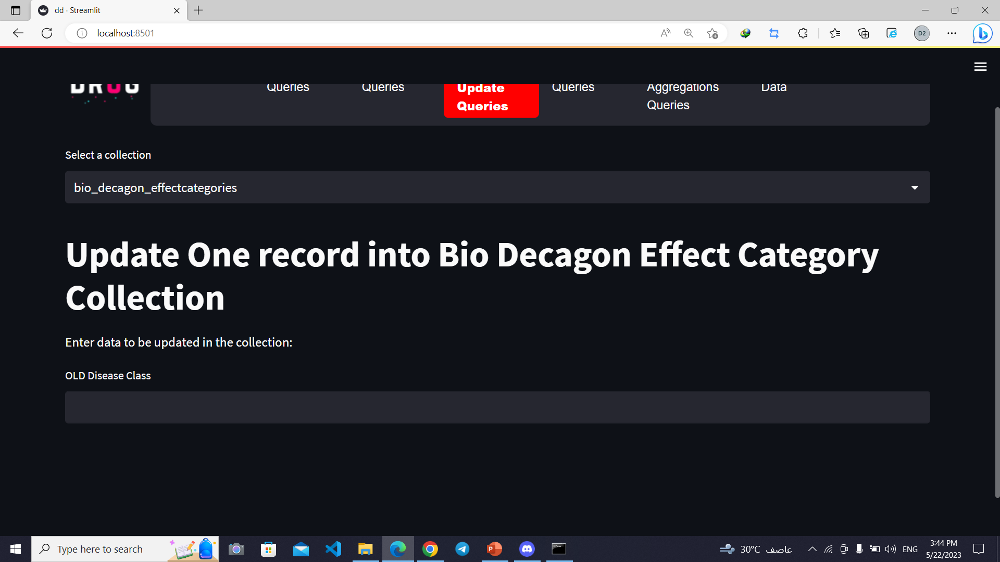 dd · Streamlit
localhost:8501
D2
DRUG
Queries
Queries
Update
Queries
Queries
Aggregations
Queries
Data
Select a collection
bio_decagon_effectcategories
Update One record into Bio Decagon Effect Category
Collection
Enter data to be updated in the collection:
OLD Disease Class
Type here to search
30°C عاصف
ENG
3:44 PM
5/22/2023